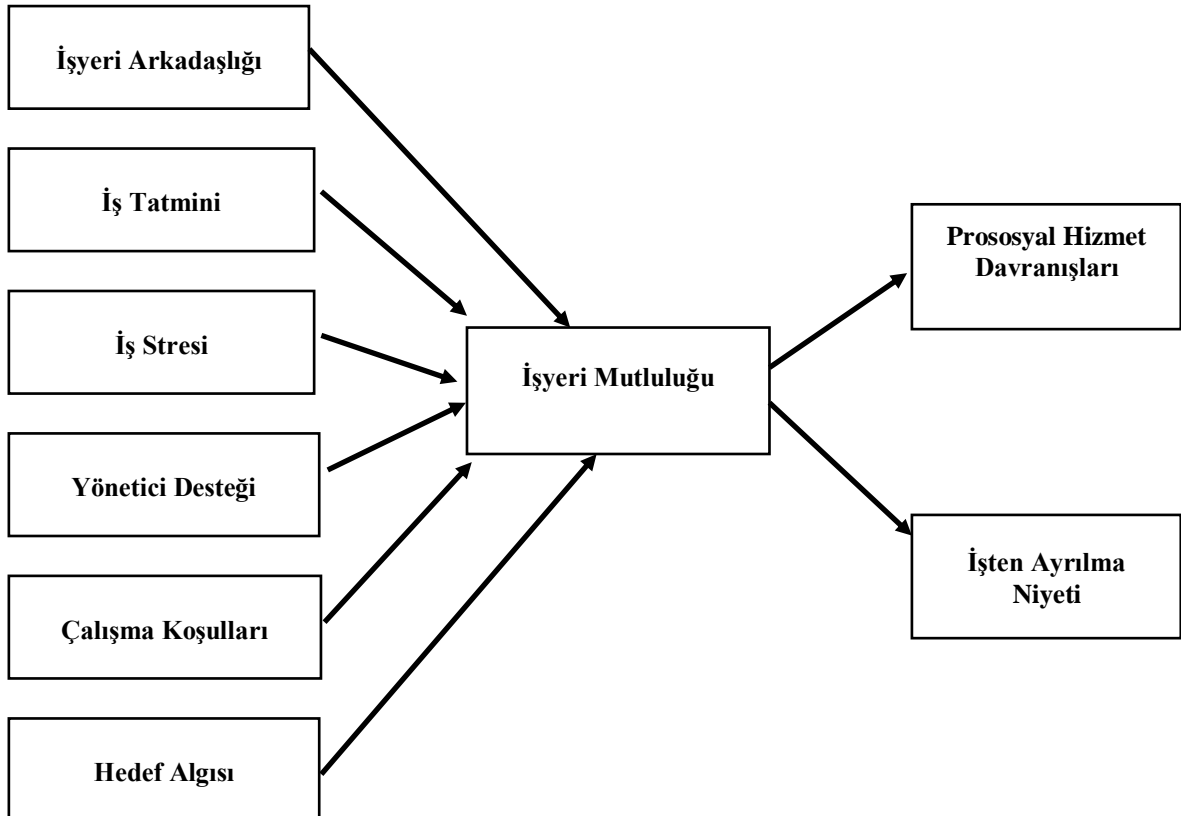 İşyeri Arkadaşlığı
İş Tatmini
İş Stresi
Yönetici Desteği
Çalışma Koşulları
Hedef Algısı
İşyeri Mutluluğu
Prososyal Hizmet
Davranışları
İşten Ayrılma
Niyeti